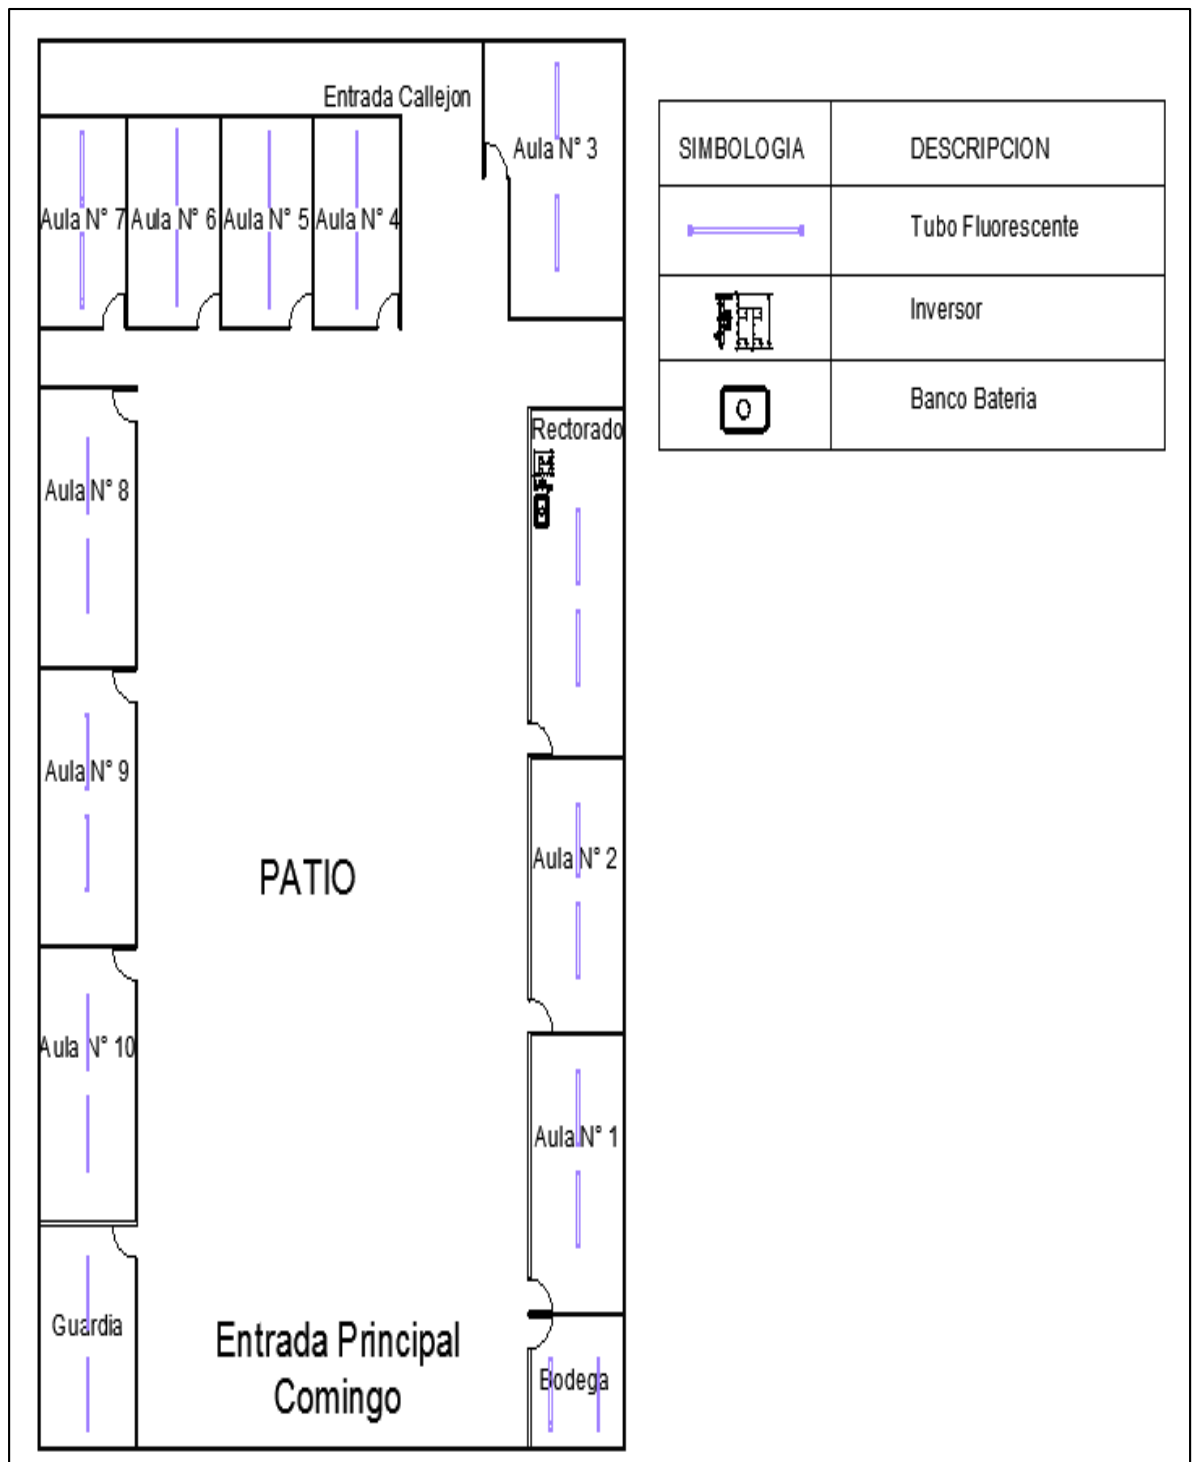 Entrada Callejon
Aula N° 3
Aula N° 7
Aula N° 6
Aula N° 5
Aula N° 4
SIMBOLOGIA
DESCRIPCION
Tubo Fluorescente
Inversor
Banco Bateria
Rectorado
Aula N° 8
Aula N° 9
Aula N° 2
PATIO
Aula N° 10
Aula N° 1
Guardia
Entrada Principal
Comingo
Bodega